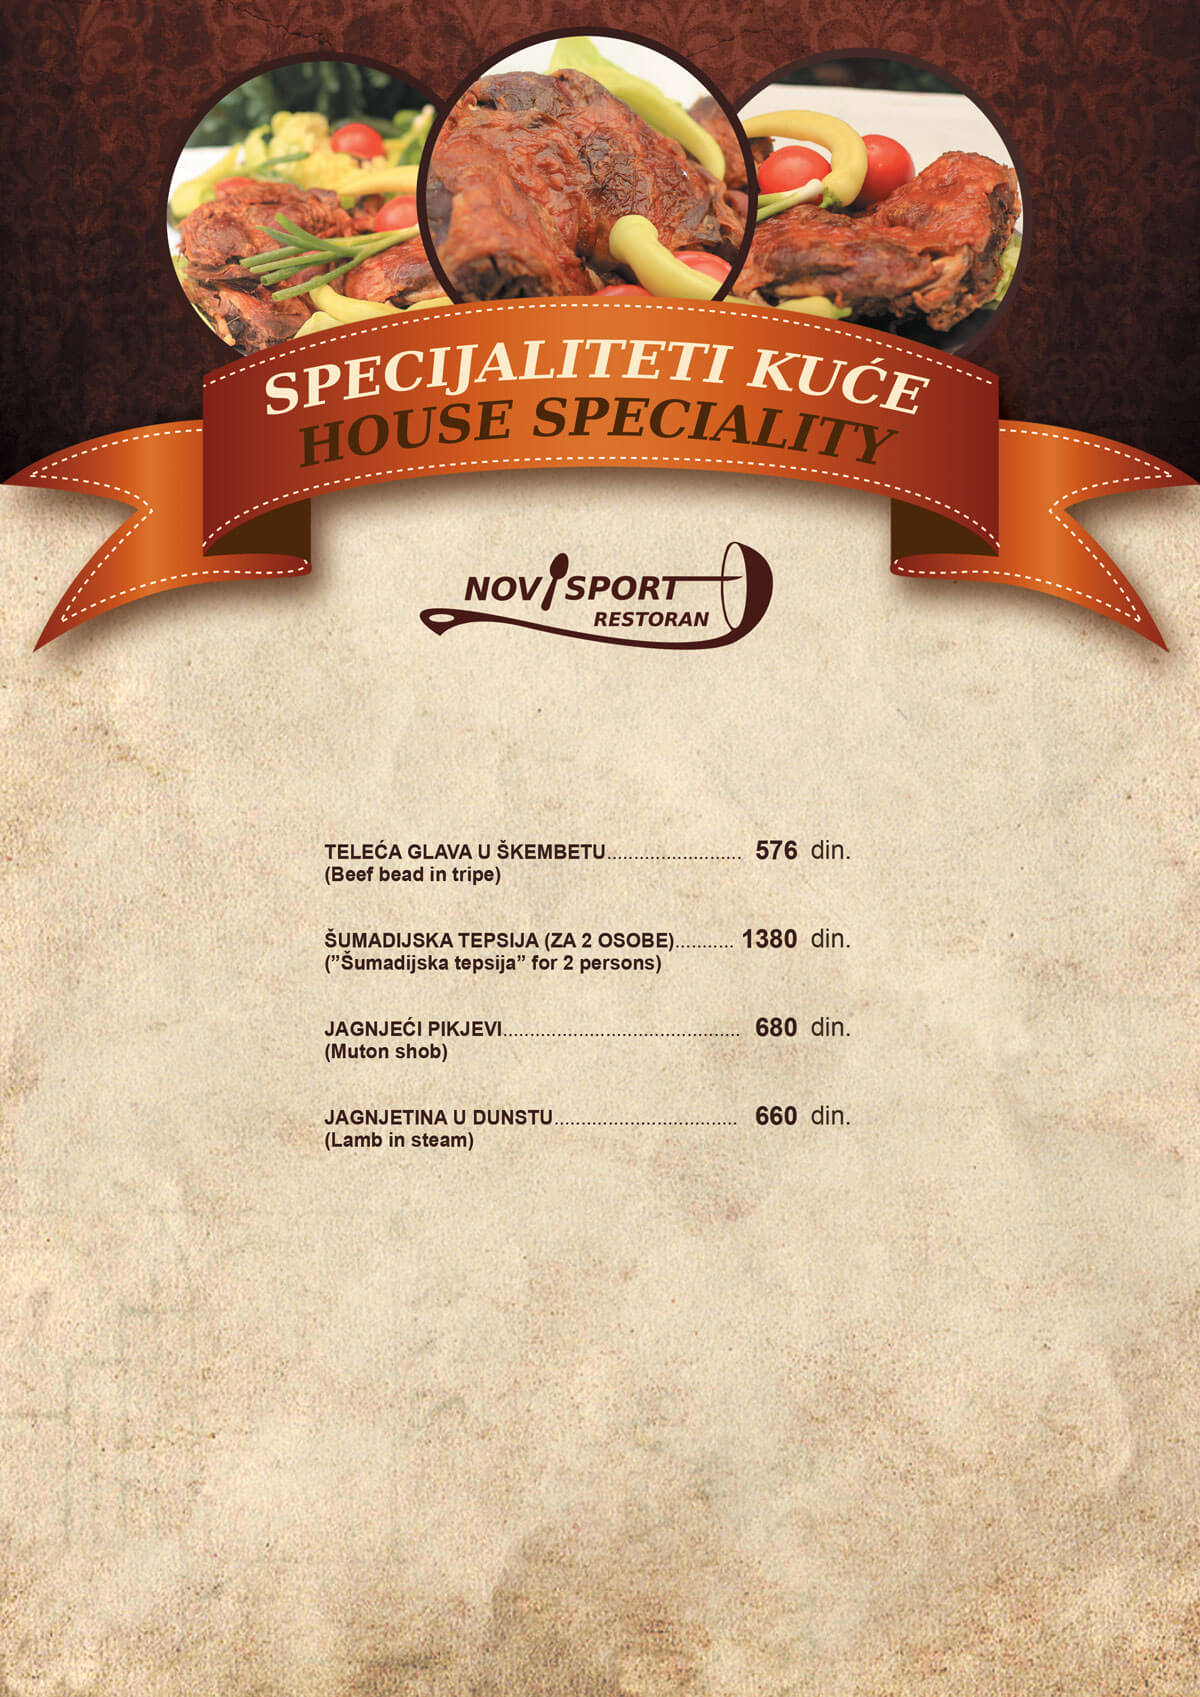 SPECIJALITETI KUĆE
HOUSE SPECIALITY
NOVI SPORT
RESTORAN
TELEĆA GLAVA U ŠKEMBETU......................... 576 din.
(Beef bead in tripe)
ŠUMADIJSKA TEPSIJA (ZA 2 OSOBE)........... 1380 din.
(”Šumadijska tepsija” for 2 persons)
JAGNJEĆI PIKJEVI............................................ 680 din.
(Muton shob)
JAGNJETINA U DUNSTU.................................. 660 din.
(Lamb in steam)